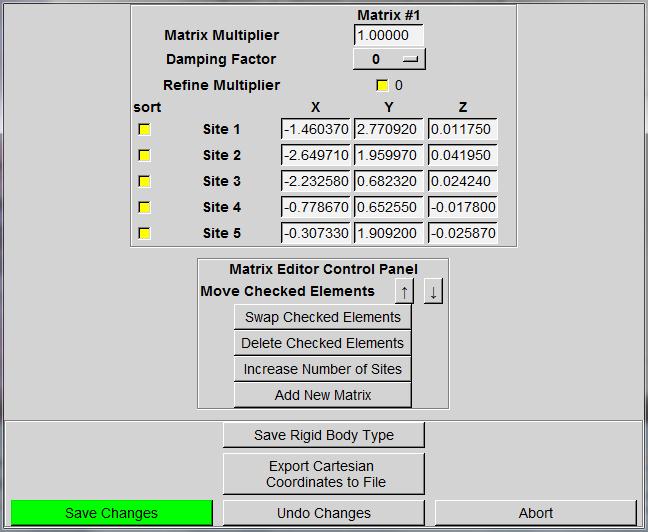 Matrix #1
Matrix Multiplier 1.00000
Damping Factor 0
Refine Multiplier 0
sort X Y Z
Site 1 -1.460370 2.770920 0.011750
Site 2 -2.649710 1.959970 0.041950
Site 3 -2.232580 0.682320 0.024240
Site 4 -0.778670 0.652550 -0.017800
Site 5 -0.307330 1.909200 -0.025870
Matrix Editor Control Panel
Move Checked Elements ↑ ↓
Swap Checked Elements
Delete Checked Elements
Increase Number of Sites
Add New Matrix
Save Rigid Body Type
Export Cartesian
Coordinates to File
Save Changes Undo Changes Abort